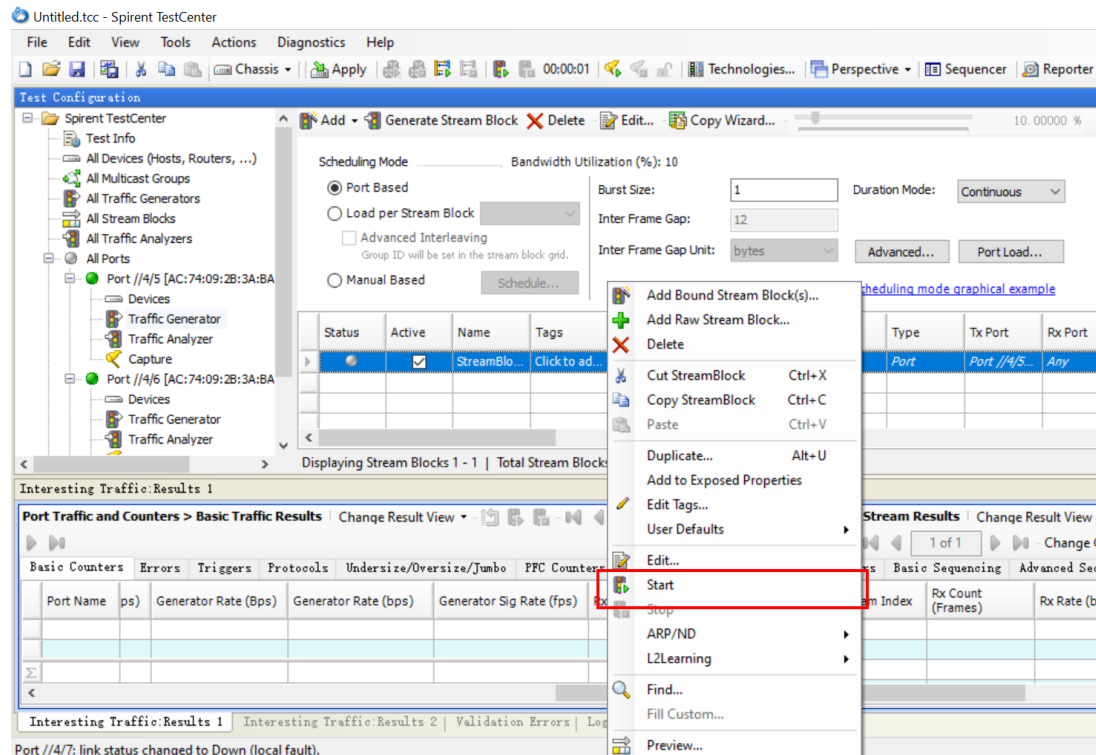 Untitled.tcc - Spirent TestCenter
File Edit View Tools Actions Diagnostics Help
Chassis Apply 00:00:01 Technologies... Perspective Sequencer Reporter
Test Configuration
Spirent TestCenter
Test Info
All Devices (Hosts, Routers, ...)
All Multicast Groups
All Traffic Generators
All Stream Blocks
All Traffic Analyzers
All Ports
Port //4/5 [AC:74:09:2B:3A:BA
Devices
Traffic Generator
Traffic Analyzer
Capture
Port //4/6 [AC:74:09:2B:3A:BA
Devices
Traffic Generator
Traffic Analyzer
Add Generate Stream Block Delete Edit... Copy Wizard... 10.00000 %
Scheduling Mode Bandwidth Utilization (%): 10
Port Based
Load per Stream Block
Advanced Interleaving
Group ID will be set in the stream block grid.
Manual Based Schedule...
Burst Size: 1 Duration Mode: Continuous
Inter Frame Gap: 12
Inter Frame Gap Unit: bytes Advanced... Port Load...
cheduling mode graphical example
Status Active Name Tags Type Tx Port Rx Port
StreamBlo... Click to ad... Port Port //4/5... Any
Displaying Stream Blocks 1 - 1 | Total Stream Blocks
Add Bound Stream Block(s)...
Add Raw Stream Block...
Delete
Cut StreamBlock Ctrl+X
Copy StreamBlock Ctrl+C
Paste Ctrl+V
Duplicate... Alt+U
Add to Exposed Properties
Edit Tags...
User Defaults
Edit...
Start
Stop
ARP/ND
L2Learning
Find...
Fill Custom...
Preview...
Interesting Traffic:Results 1
Port Traffic and Counters > Basic Traffic Results Change Result View
Basic Counters Errors Triggers Protocols Undersize/Oversize/Jumbo PFC Counters
Port Name ps) Generator Rate (Bps) Generator Rate (bps) Generator Sig Rate (fps)
Stream Results Change Result View
1 of 1 Change
Basic Sequencing Advanced Sec
Index Rx Count (Frames) Rx Rate (b
Interesting Traffic:Results 1 Interesting Traffic:Results 2 | Validation Errors | Log
Port //4/7: link status changed to Down (local fault).